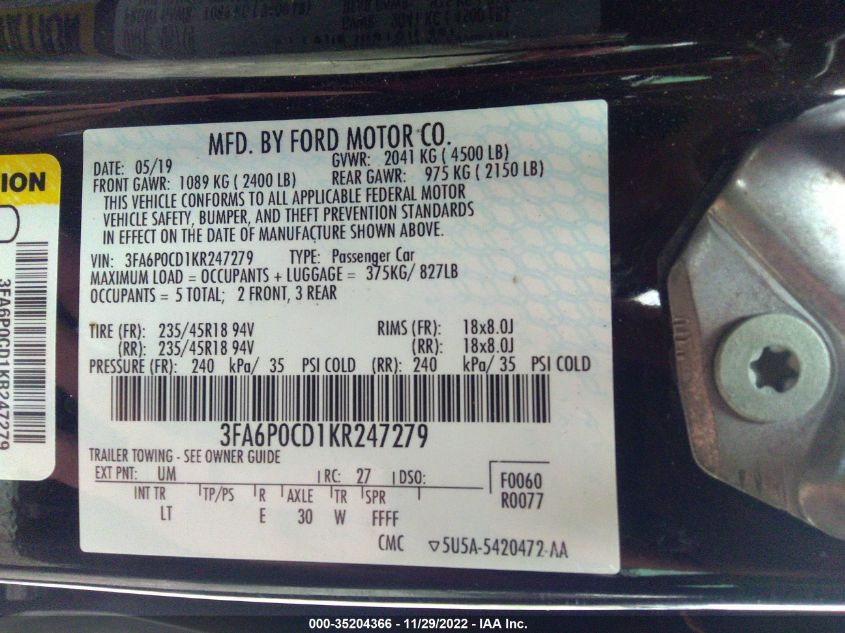 MFD. BY FORD MOTOR CO.
DATE: 05/19 GVWR: 2041 KG ( 4500 LB)
FRONT GAWR: 1089 KG ( 2400 LB) REAR GAWR: 975 KG ( 2150 LB)
THIS VEHICLE CONFORMS TO ALL APPLICABLE FEDERAL MOTOR
VEHICLE SAFETY, BUMPER, AND THEFT PREVENTION STANDARDS
IN EFFECT ON THE DATE OF MANUFACTURE SHOWN ABOVE.
VIN: 3FA6P0CD1KR247279 TYPE: Passenger Car
MAXIMUM LOAD = OCCUPANTS + LUGGAGE = 375KG/ 827LB
OCCUPANTS = 5 TOTAL; 2 FRONT, 3 REAR
TIRE (FR): 235/45R18 94V RIMS (FR): 18x8.0J
(RR): 235/45R18 94V (RR): 18x8.0J
PRESSURE (FR): 240 kPa/ 35 PSI COLD (RR): 240 kPa/ 35 PSI COLD
3FA6P0CD1KR247279
TRAILER TOWING - SEE OWNER GUIDE
EXT PNT: UM RC: 27 DSO: F0060
R0077
INT TR TP/PS R AXLE TR SPR
LT E 30 W FFFF
CMC ▽5U5A-5420472-AA
ION
3FA6P0CD1KR247279
000-35204366 - 11/29/2022 - IAA Inc.